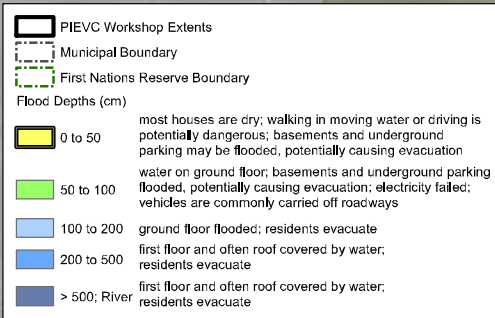 PIEVC Workshop Extents
Municipal Boundary
First Nations Reserve Boundary
Flood Depths (cm)
0 to 50 most houses are dry; walking in moving water or driving is
potentially dangerous; basements and underground
parking may be flooded, potentially causing evacuation
50 to 100 water on ground floor; basements and underground parking
flooded, potentially causing evacuation; electricity failed;
vehicles are commonly carried off roadways
100 to 200 ground floor flooded; residents evacuate
200 to 500 first floor and often roof covered by water;
residents evacuate
> 500; River first floor and often roof covered by water;
residents evacuate